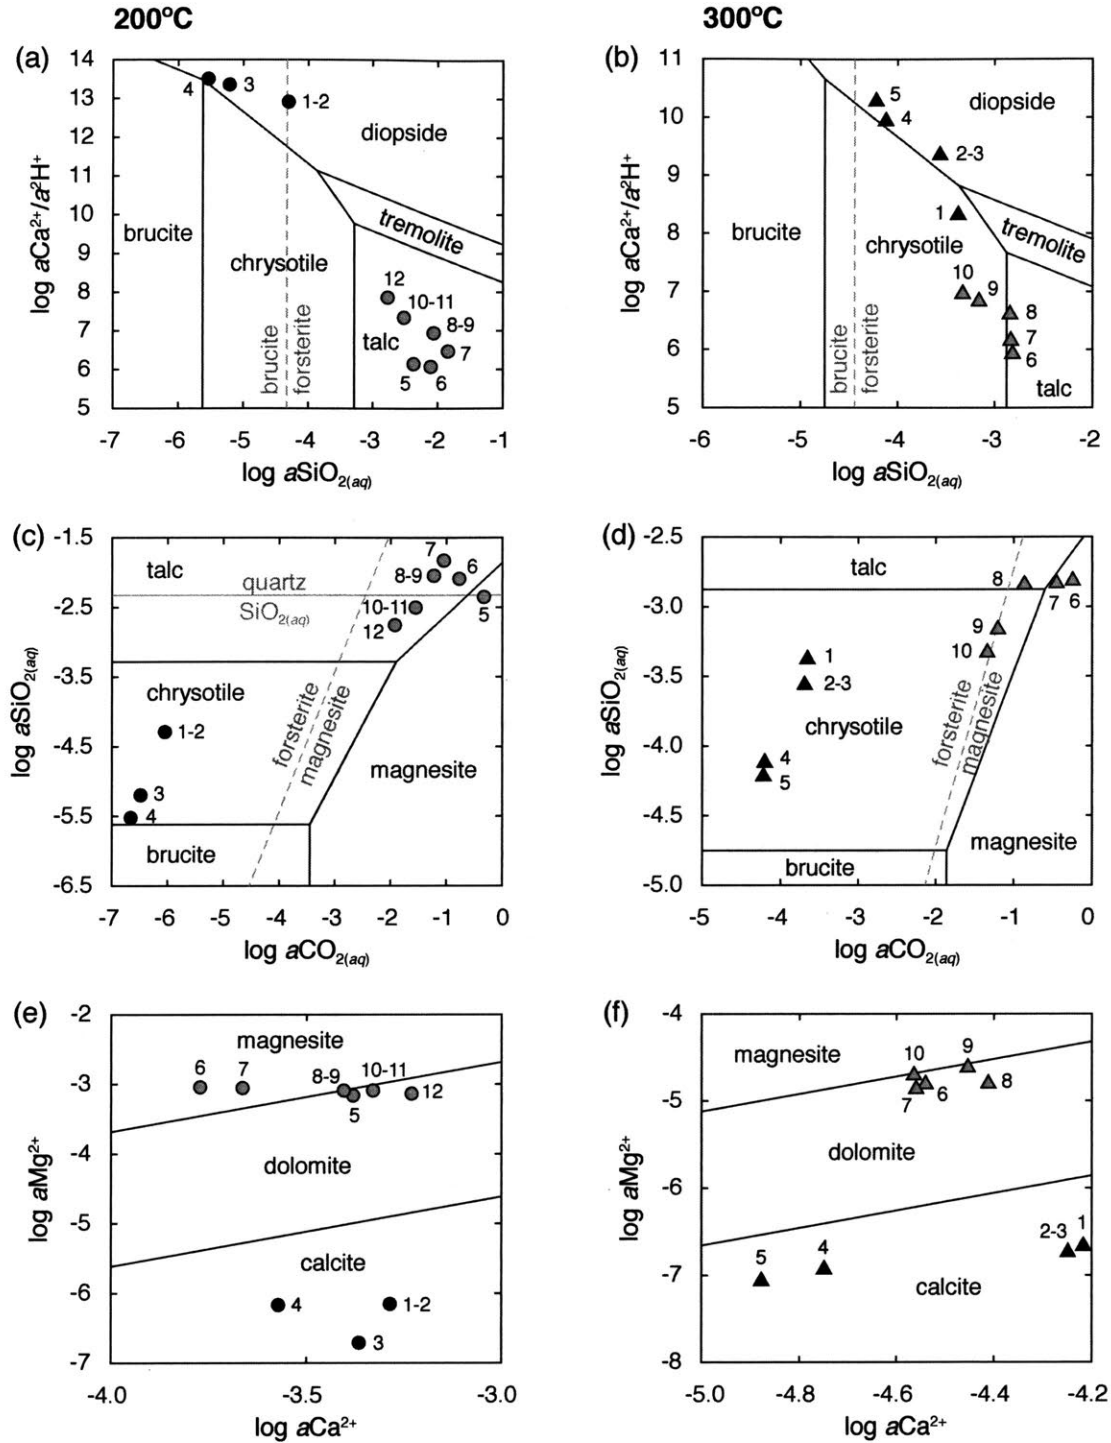 200°C
300°C
(a)
14
13
12
11
10
9
8
7
6
5
log aCa²⁺/a²H⁺
4
3
1-2
diopside
brucite
chrysotile
tremolite
talc
brucite
forsterite
12
10-11
8-9
7
5
6
-7 -6 -5 -4 -3 -2 -1
log aSiO₂(aq)
(b)
11
10
9
8
7
6
5
log aCa²⁺/a²H⁺
5
4
2-3
1
diopside
brucite
chrysotile
tremolite
brucite
forsterite
10
9
8
7
6
talc
-6 -5 -4 -3 -2
log aSiO₂(aq)
(c)
-1.5
-2.5
-3.5
-4.5
-5.5
-6.5
log aSiO₂(aq)
talc
quartz
SiO₂(aq)
7
8-9
6
10-11
12
5
chrysotile
1-2
3
4
forsterite
magnesite
magnesite
brucite
-7 -6 -5 -4 -3 -2 -1 0
log aCO₂(aq)
(d)
-2.5
-3.0
-3.5
-4.0
-4.5
-5.0
log aSiO₂(aq)
talc
8
7
6
9
10
1
2-3
chrysotile
4
5
forsterite
magnesite
magnesite
brucite
-5 -4 -3 -2 -1 0
log aCO₂(aq)
(e)
-2
-3
-4
-5
-6
-7
log aMg²⁺
magnesite
6
7
8-9
10-11
5
12
dolomite
calcite
4
1-2
3
-4.0 -3.5 -3.0
log aCa²⁺
(f)
-4
-5
-6
-7
-8
log aMg²⁺
magnesite
10
9
7
6
8
dolomite
5
4
2-3
1
calcite
-5.0 -4.8 -4.6 -4.4 -4.2
log aCa²⁺